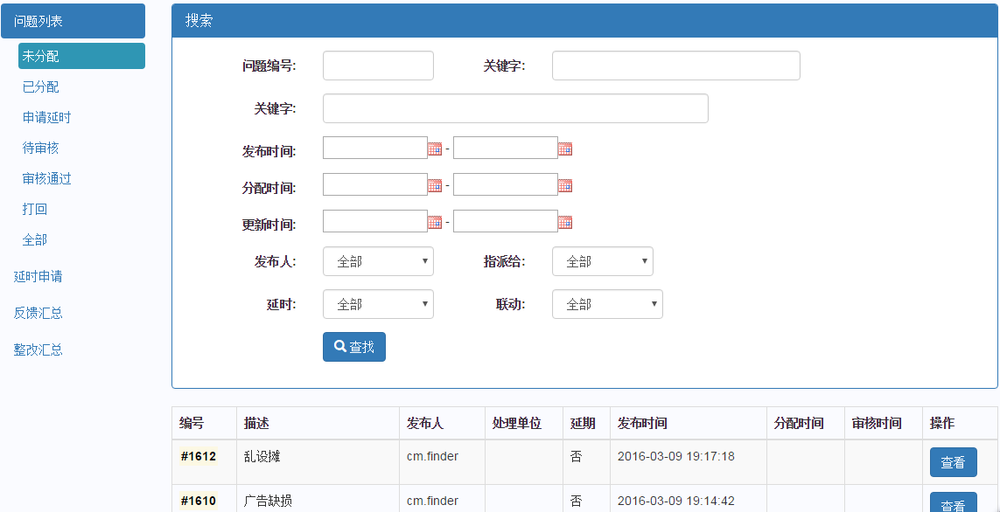 问题列表
未分配
已分配
申请延时
待审核
审核通过
打回
全部
延时申请
反馈汇总
整改汇总
搜索
问题编号: 关键字:
关键字:
发布时间: -
分配时间: -
更新时间: -
发布人: 全部 指派给: 全部
延时: 全部 联动: 全部
查找
编号 描述 发布人 处理单位 延期 发布时间 分配时间 审核时间 操作
#1612 乱设摊 cm.finder 否 2016-03-09 19:17:18 查看
#1610 广告缺损 cm.finder 否 2016-03-09 19:14:42 查看